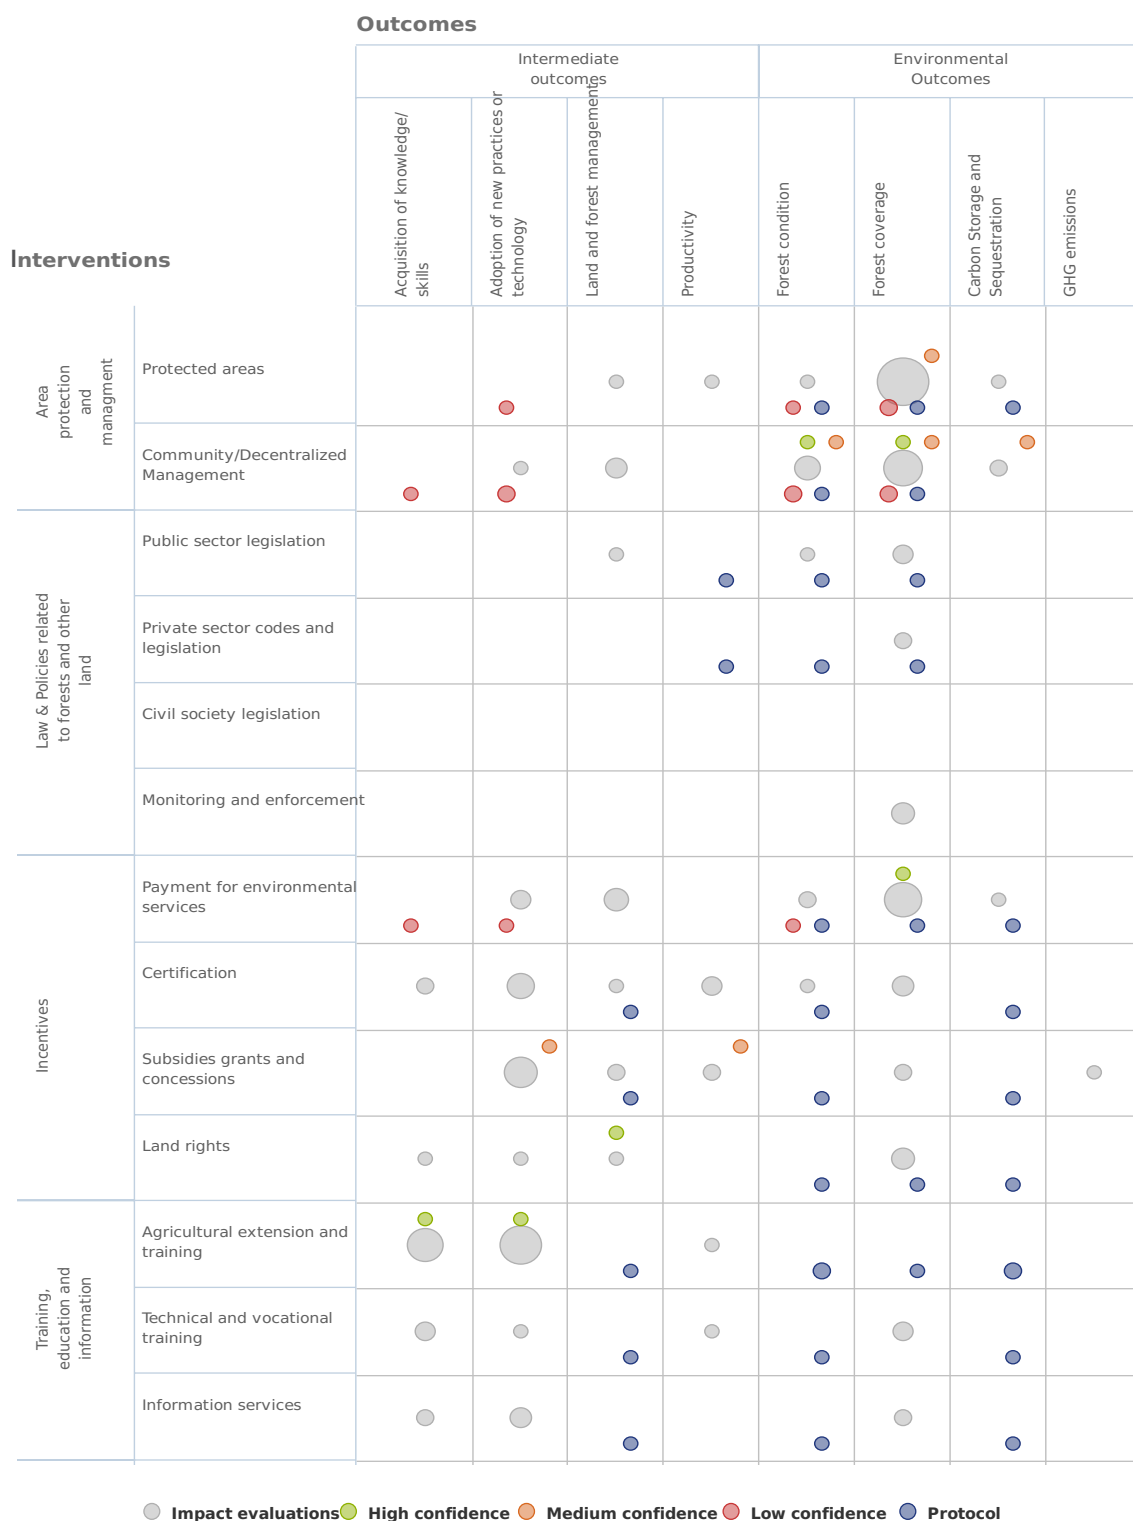 Outcomes
Intermediate
outcomes
Environmental
Outcomes
Acquisition of knowledge/
skills
Adoption of new practices or
technology
Land and forest management
Productivity
Forest condition
Forest coverage
Carbon Storage and
Sequestration
GHG emissions
Interventions
Area
protection
and
managment
Protected areas
Community/Decentralized
Management
Law & Policies related
to forests and other
land
Public sector legislation
Private sector codes and
legislation
Civil society legislation
Monitoring and enforcement
Incentives
Payment for environmental
services
Certification
Subsidies grants and
concessions
Land rights
Training,
education and
information
Agricultural extension and
training
Technical and vocational
training
Information services
Impact evaluations High confidence Medium confidence Low confidence Protocol